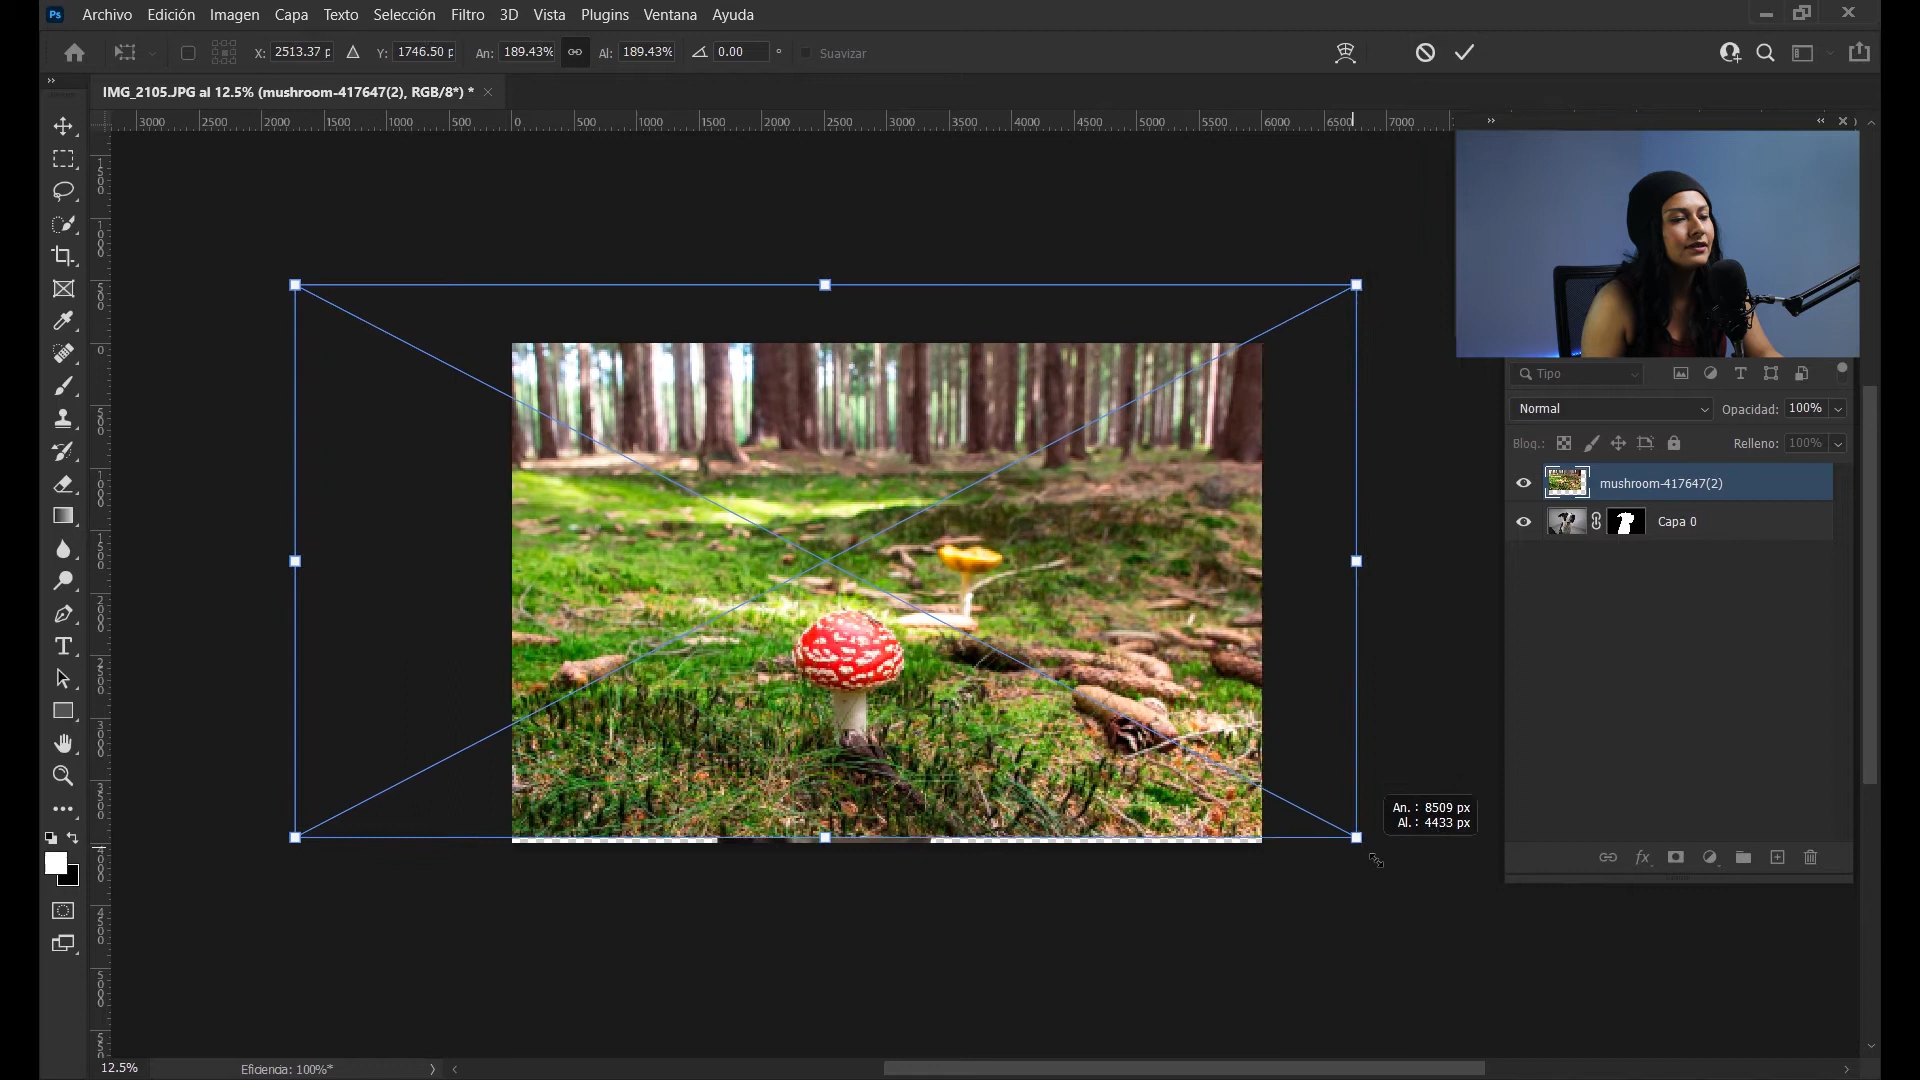 Ps Archivo Edición Imagen Capa Texto Selección Filtro 3D Vista Plugins Ventana Ayuda
X: 2513.37 p Y: 1746.50 p An: 189.43% Al: 189.43% 0.00 ° Suavizar
IMG_2105.JPG al 12.5% (mushroom-417647(2), RGB/8*) *
3000 2500 2000 1500 1000 500 0 500 1000 1500 2000 2500 3000 3500 4000 4500 5000 5500 6000 6500 7000
Tipo
Normal Opacidad: 100%
Bloq.: Relleno: 100%
mushroom-417647(2)
Capa 0
An. : 8509 px
Al. : 4433 px
12.5% Eficiencia: 100%*